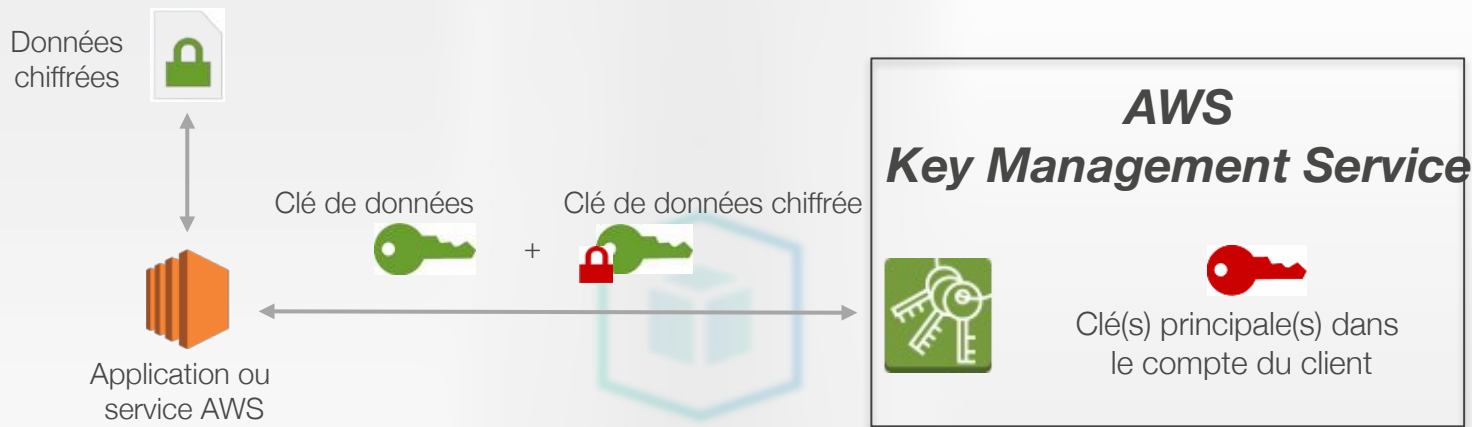 Données
chiffrées
AWS
Key Management Service
Clé de données
Clé de données chiffrée
+
Clé(s) principale(s) dans
le compte du client
Application ou
service AWS